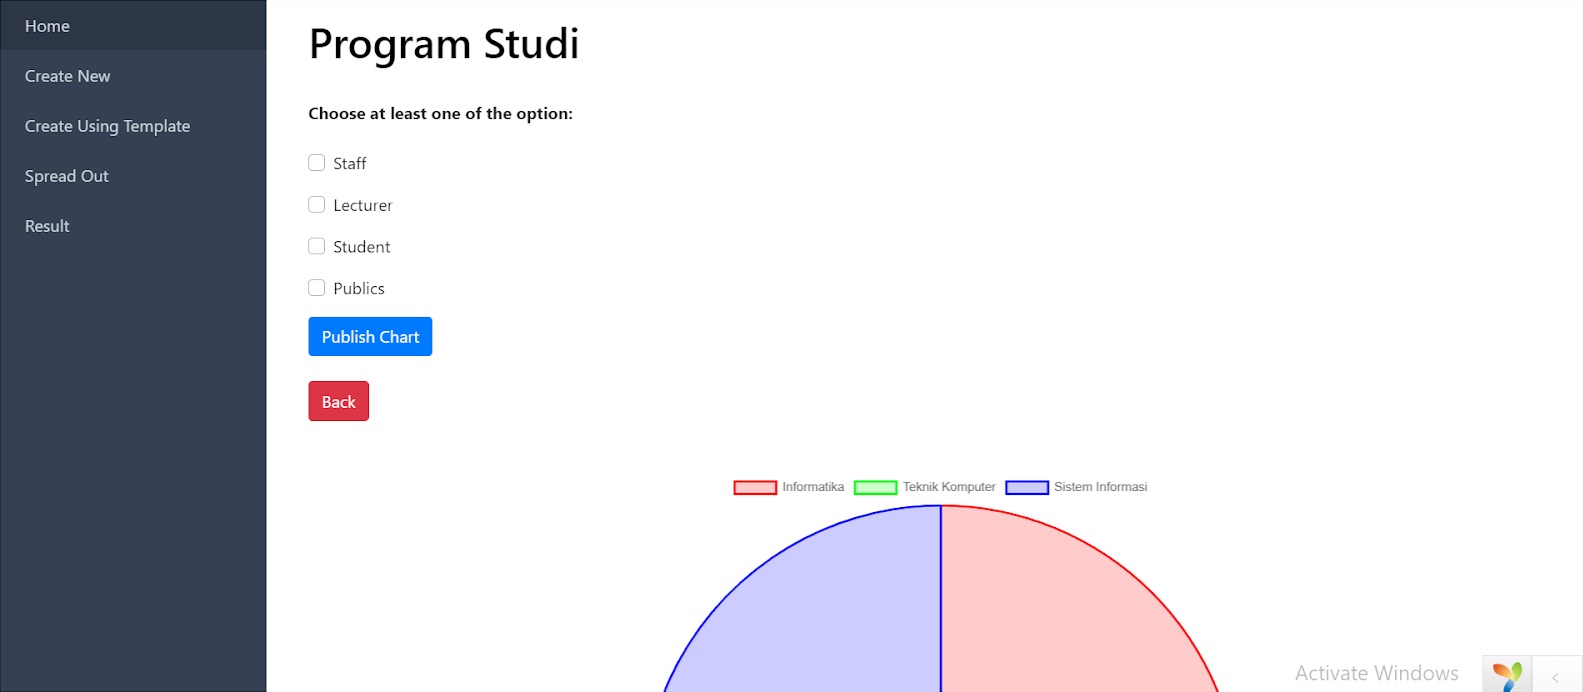 Home
Create New
Create Using Template
Spread Out
Result
Program Studi
Choose at least one of the option:
Staff
Lecturer
Student
Publics
Publish Chart
Back
Informatika Teknik Komputer Sistem Informasi
Activate Windows